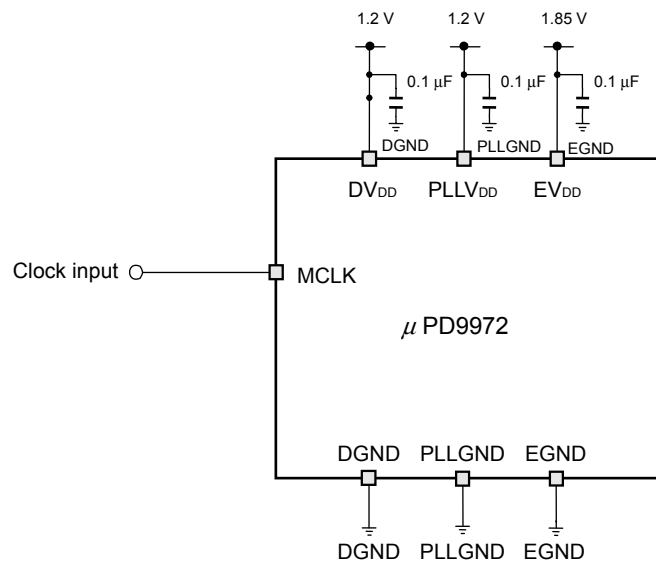 1.2 V 1.2 V 1.85 V
0.1 µF 0.1 µF 0.1 µF
DGND PLLGND EGND
DVDD PLLVDD EVDD
Clock input MCLK
µ PD9972
DGND PLLGND EGND
DGND PLLGND EGND